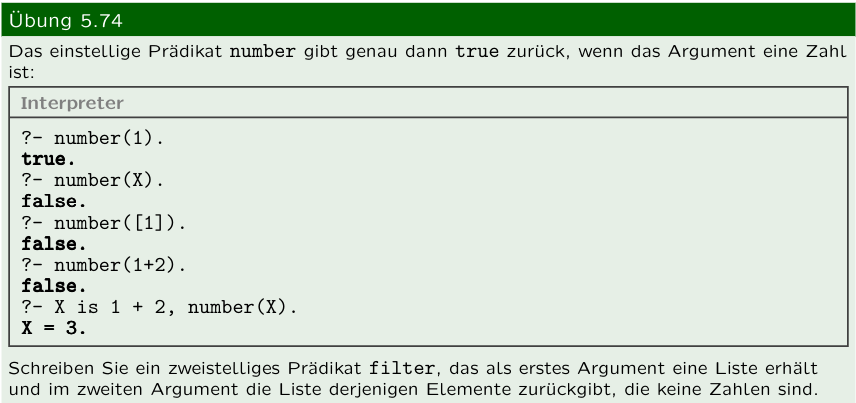 Übung 5.74
Das einstellige Prädikat number gibt genau dann true zurück, wenn das Argument eine Zahl
ist:
Interpreter
?- number(1).
true.
?- number(X).
false.
?- number([1]).
false.
?- number(1+2).
false.
?- X is 1 + 2, number(X).
X = 3.
Schreiben Sie ein zweistelliges Prädikat filter, das als erstes Argument eine Liste erhält
und im zweiten Argument die Liste derjenigen Elemente zurückgibt, die keine Zahlen sind.